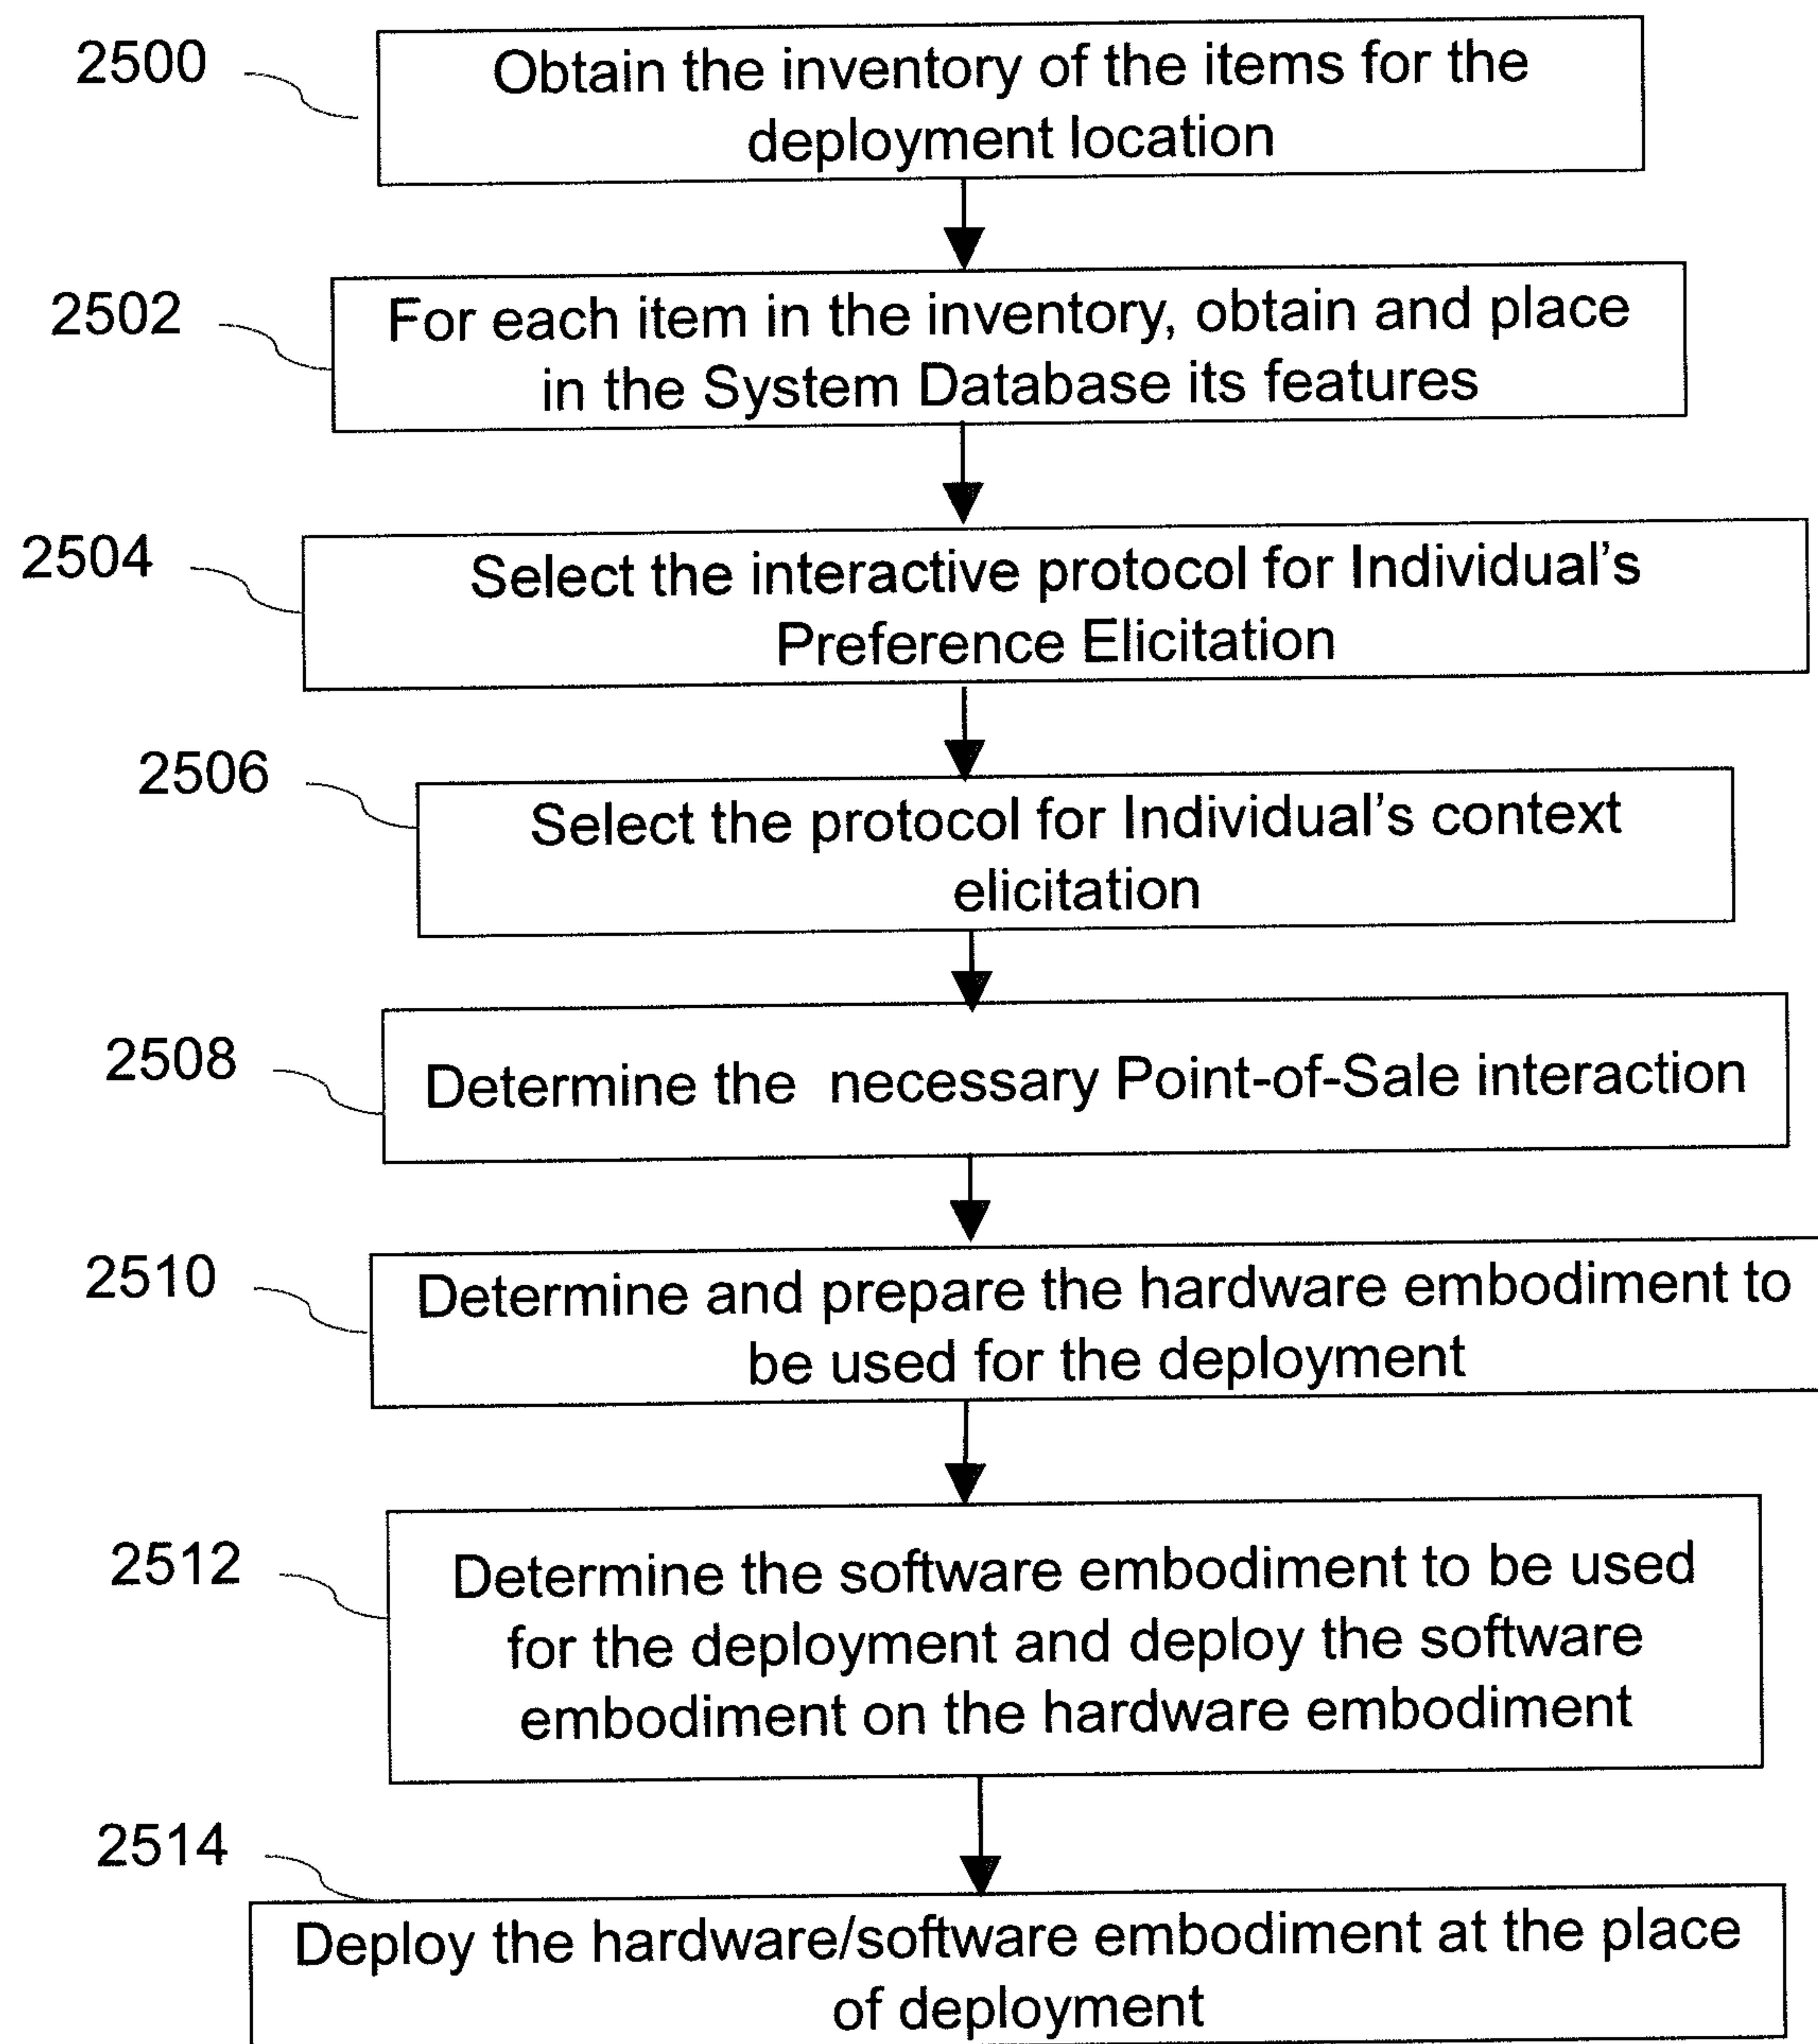 2500
Obtain the inventory of the items for the
deployment location
2502
For each item in the inventory, obtain and place
in the System Database its features
2504
Select the interactive protocol for Individual’s
Preference Elicitation
2506
Select the protocol for Individual’s context
elicitation
2508
Determine the necessary Point-of-Sale interaction
2510
Determine and prepare the hardware embodiment to
be used for the deployment
2512
Determine the software embodiment to be used
for the deployment and deploy the software
embodiment on the hardware embodiment
2514
Deploy the hardware/software embodiment at the place
of deployment